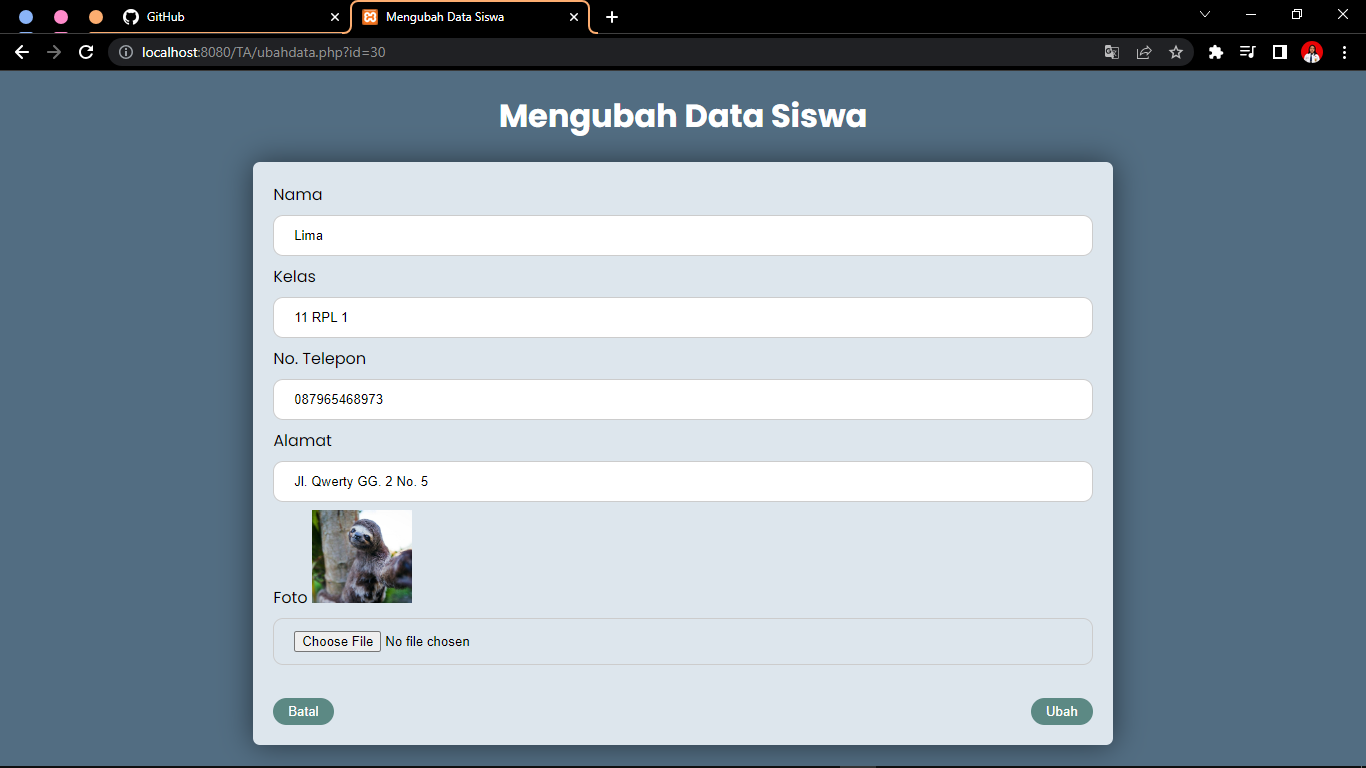 GitHub
Mengubah Data Siswa
localhost:8080/TA/ubahdata.php?id=30
Mengubah Data Siswa
Nama
Lima
Kelas
11 RPL 1
No. Telepon
087965468973
Alamat
Jl. Qwerty GG. 2 No. 5
Foto
Choose File No file chosen
Batal Ubah